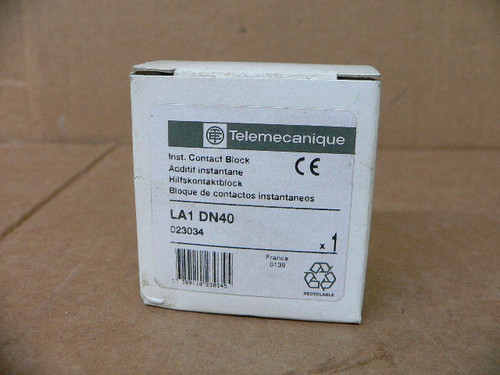 Telemecanique
Inst. Contact Block
Additif instantane
Hilfskontaktblock
Bloque de contactos instantaneos
CE
LA1 DN40
023034
x 1
France
0139
RECYCLABLE